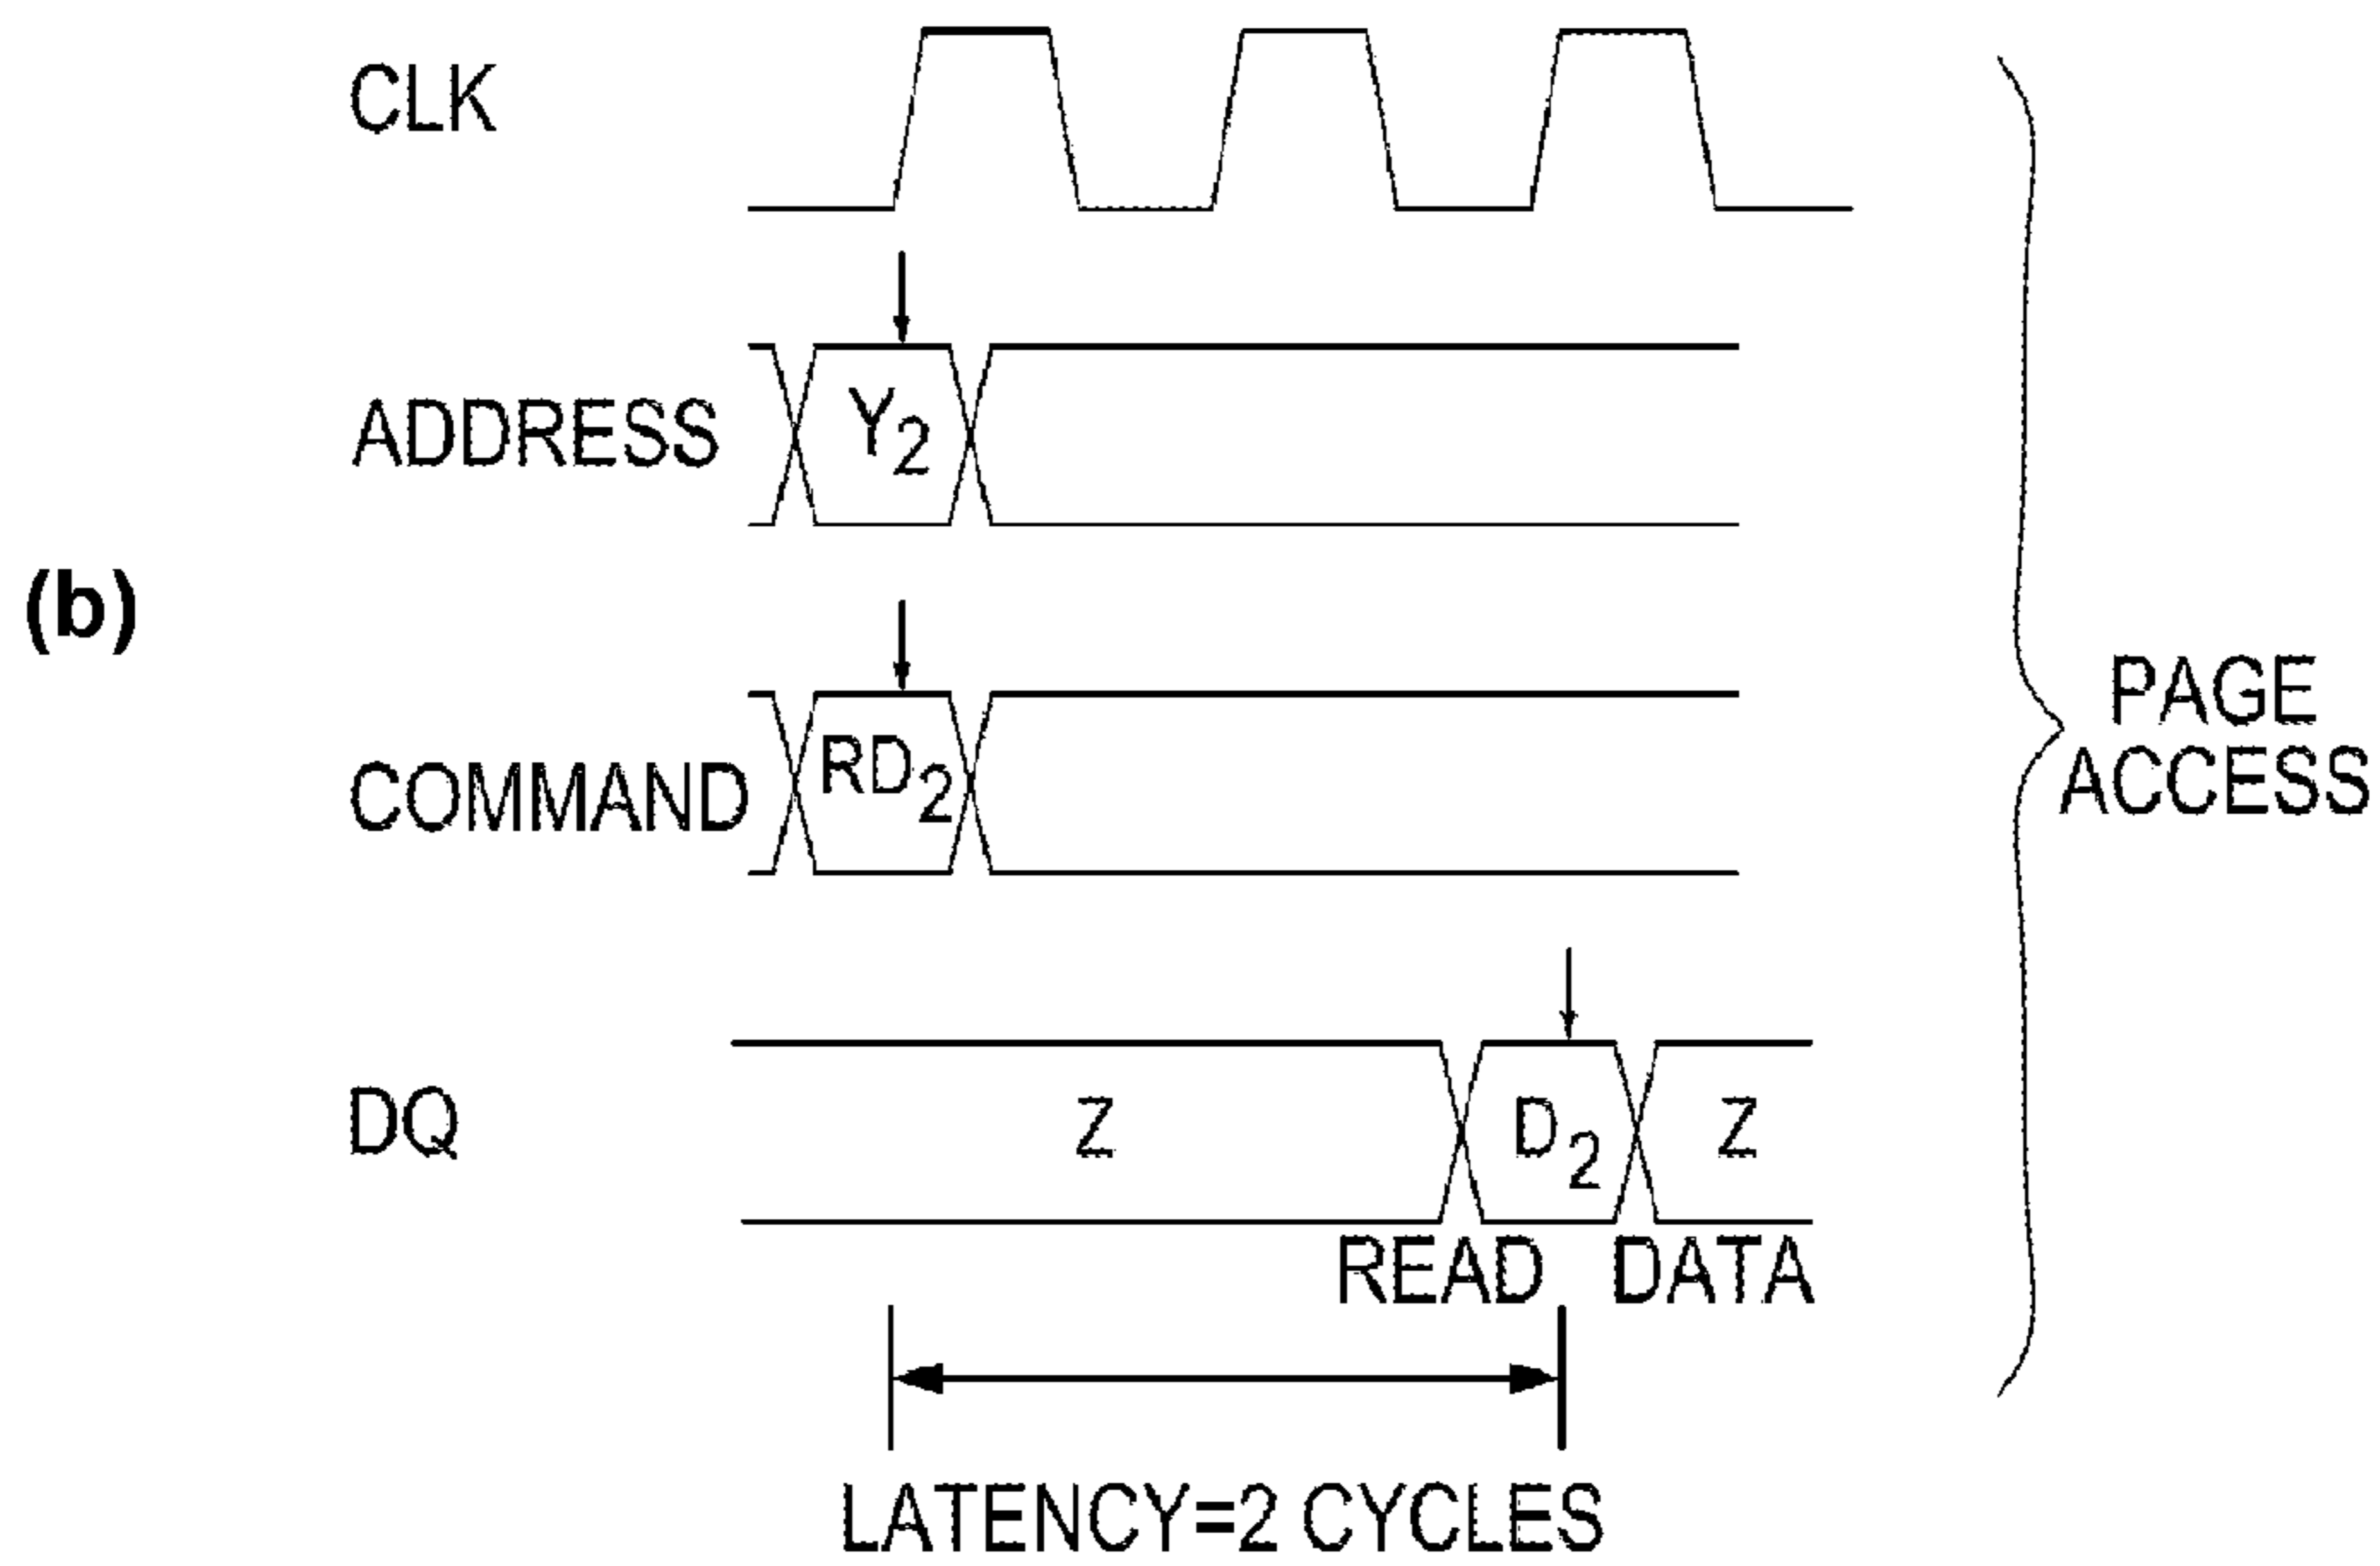 CLK
ADDRESS
Y2
(b)
COMMAND
RD2
PAGE
ACCESS
DQ
Z
D2
Z
READ DATA
LATENCY=2 CYCLES